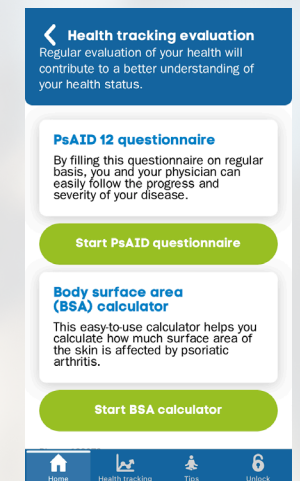 Health tracking evaluation
Regular evaluation of your health will
contribute to a better understanding of
your health status.
PsAID 12 questionnaire
By filling this questionnaire on regular
basis, you and your physician can
easily follow the progress and
severity of your disease.
Start PsAID questionnaire
Body surface area
(BSA) calculator
This easy-to-use calculator helps you
calculate how much surface area of
the skin is affected by psoriatic
arthritis.
Start BSA calculator
Home Health tracking Tips Unlock